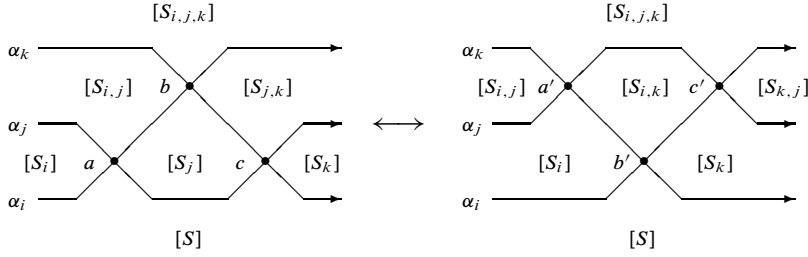 [S_{i,j,k}] [S_{i,j,k}]
α_k α_k
[S_{i,j}] b [S_{j,k}] [S_{i,j}] a′ [S_{i,k}] c′ [S_{k,j}]
α_j ⟷ α_j
[S_i] a [S_j] c [S_k] [S_i] b′ [S_k]
α_i α_i
[S] [S]